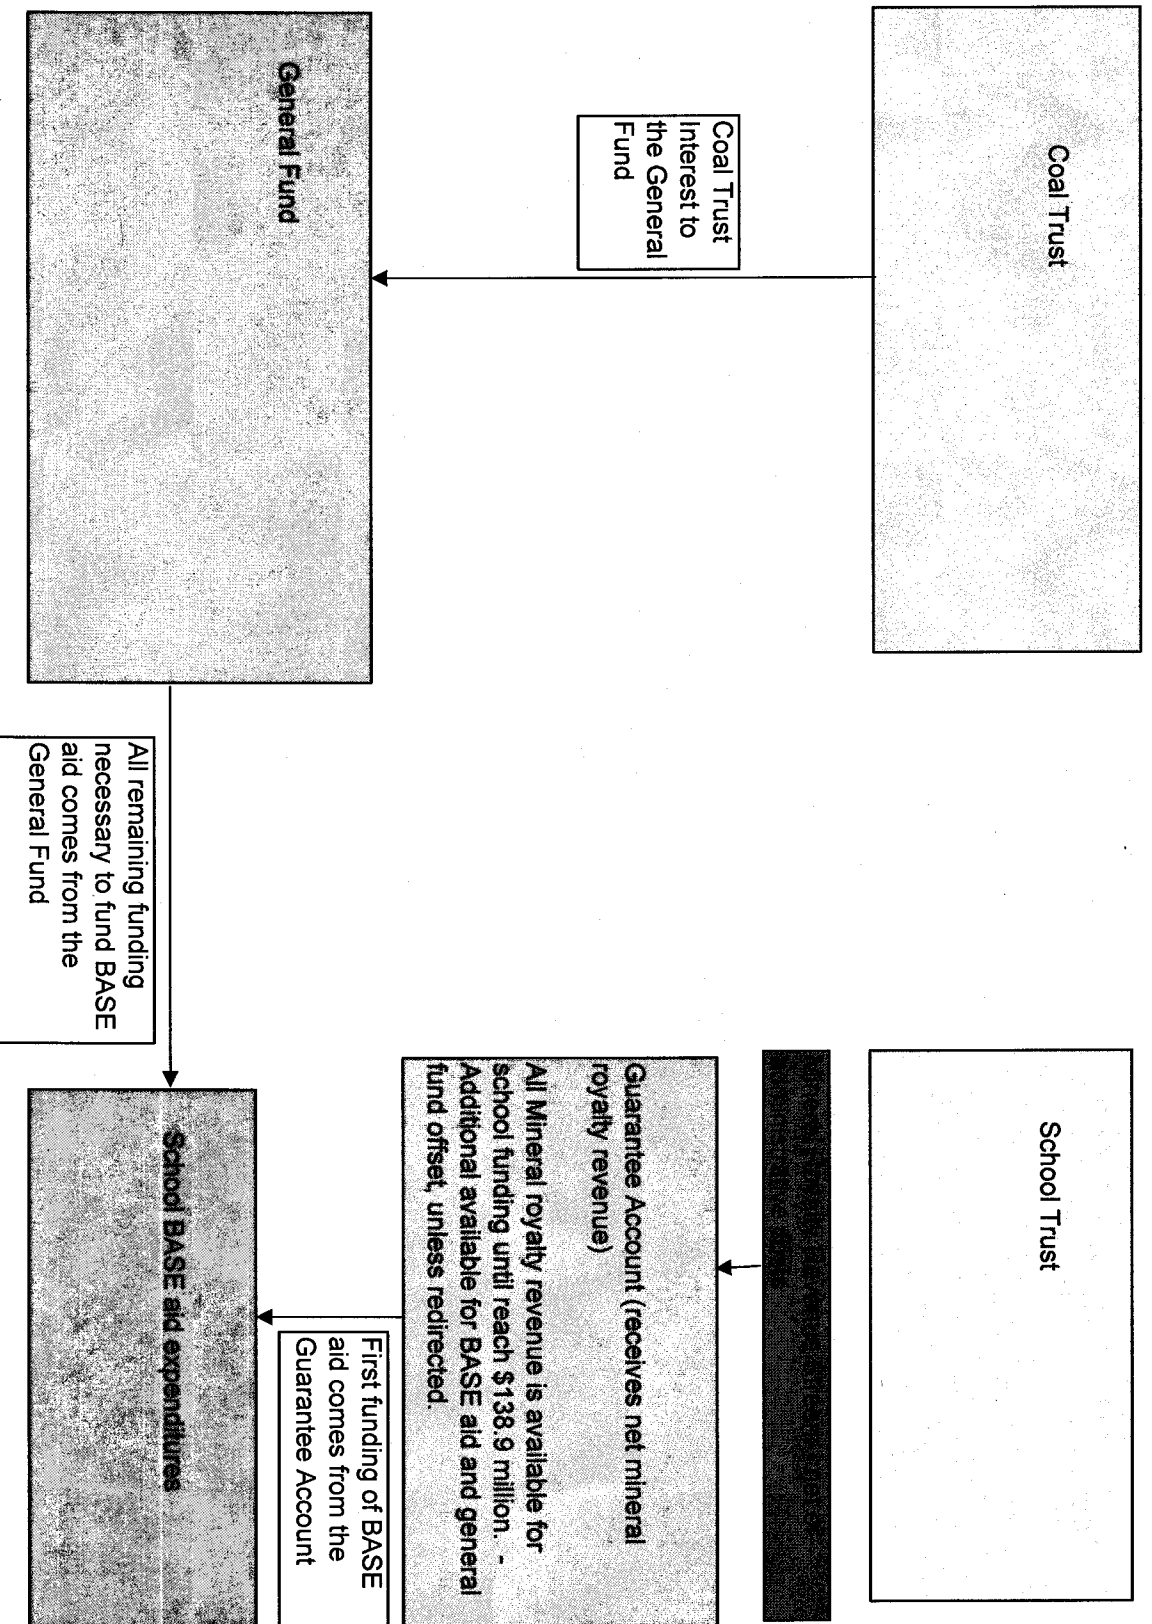 Coal Trust
School Trust
Coal Trust
Interest to
the General
Fund
Guarantee Account (receives net mineral
royalty revenue)
All Mineral royalty revenue is available for
school funding until reach $138.9 million. -
Additional available for BASE aid and general
fund offset, unless redirected.
General Fund
First funding of BASE
aid comes from the
Guarantee Account
All remaining funding
necessary to fund BASE
aid comes from the
General Fund
School BASE aid expenditures